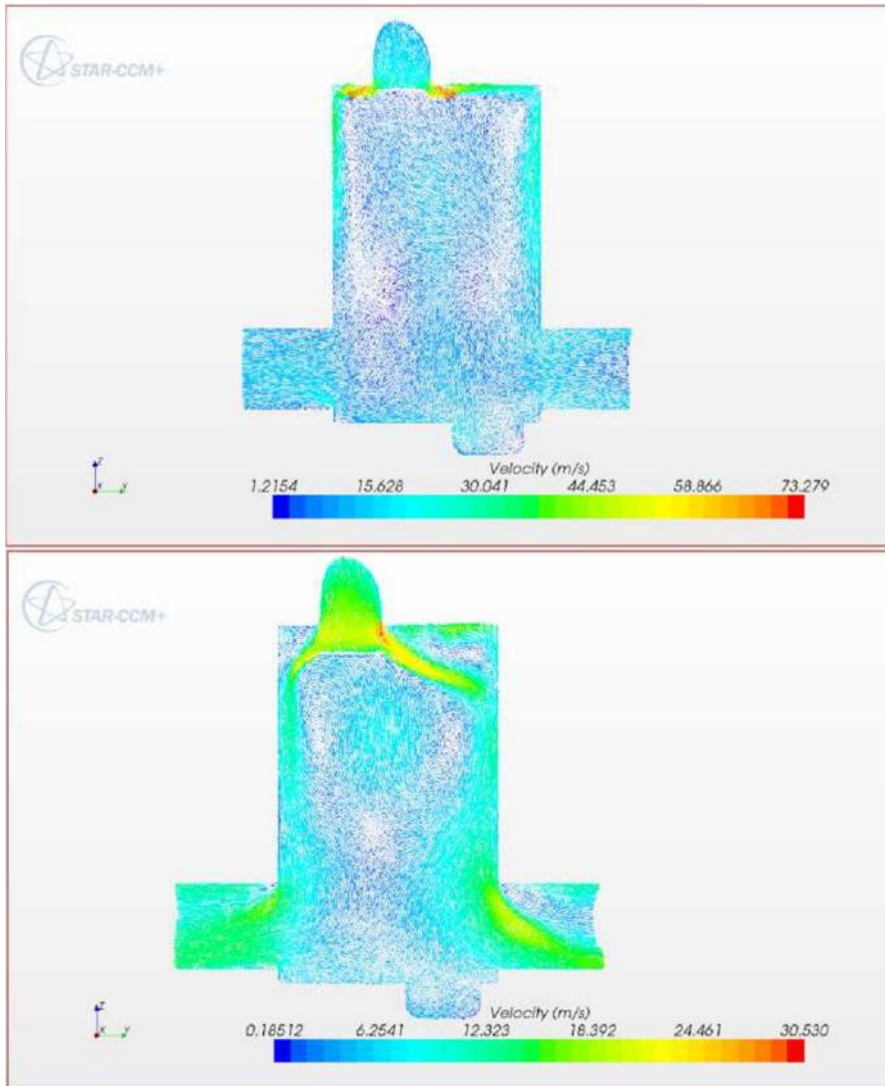 STAR-CCM+
Z
X Y
Velocity (m/s)
1.2154 15.628 30.041 44.453 58.866 73.279
STAR-CCM+
Z
X Y
Velocity (m/s)
0.18512 6.2541 12.323 18.392 24.461 30.530